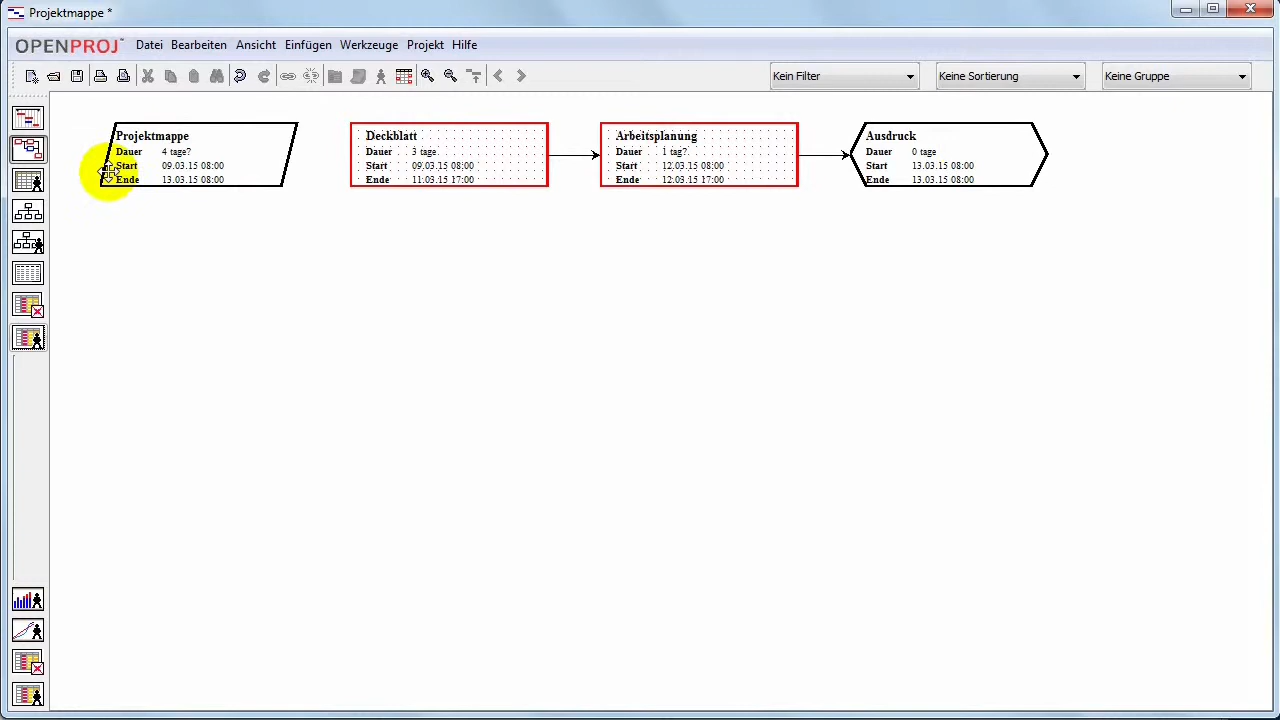 Projektmappe *
OPENPROJ™ Datei Bearbeiten Ansicht Einfügen Werkzeuge Projekt Hilfe
Kein Filter Keine Sortierung Keine Gruppe
Projektmappe
Dauer 4 tage?
Start 09.03.15 08:00
Ende 13.03.15 08:00
Deckblatt
Dauer 3 tage
Start 09.03.15 08:00
Ende 11.03.15 17:00
Arbeitsplanung
Dauer 1 tag?
Start 12.03.15 08:00
Ende 12.03.15 17:00
Ausdruck
Dauer 0 tage
Start 13.03.15 08:00
Ende 13.03.15 08:00